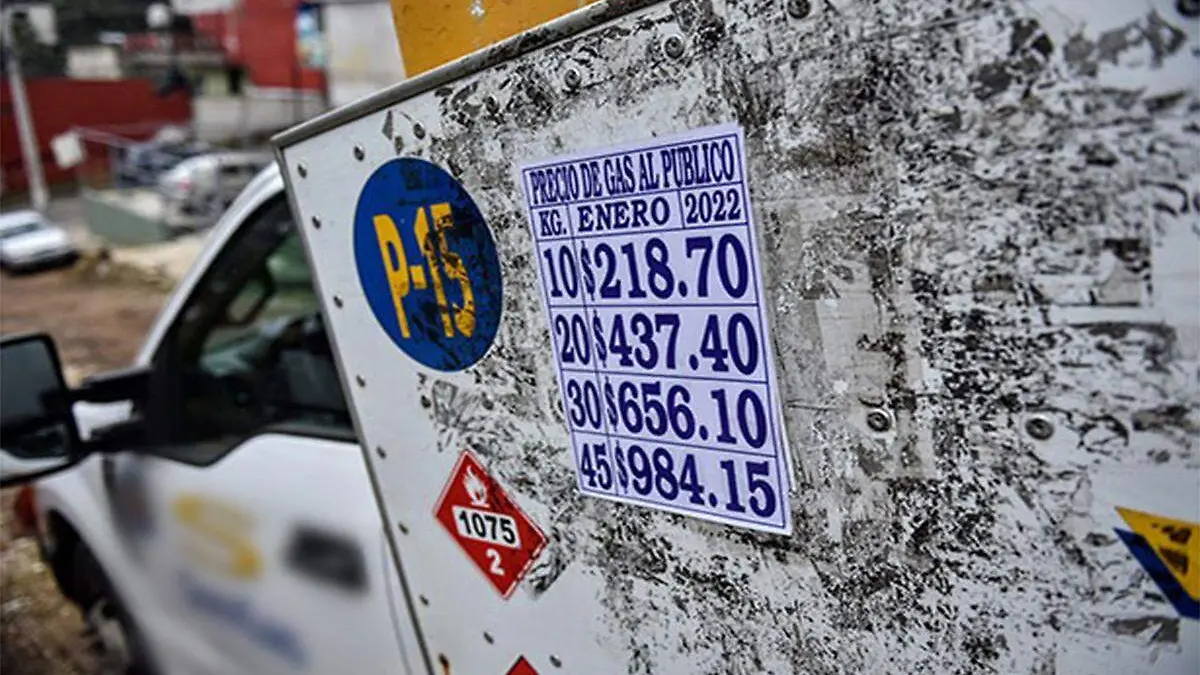 P-15
PRECIO DE GAS AL PUBLICO
KG. ENERO 2022
10 $218.70
20 $437.40
30 $656.10
45 $984.15
1075
2